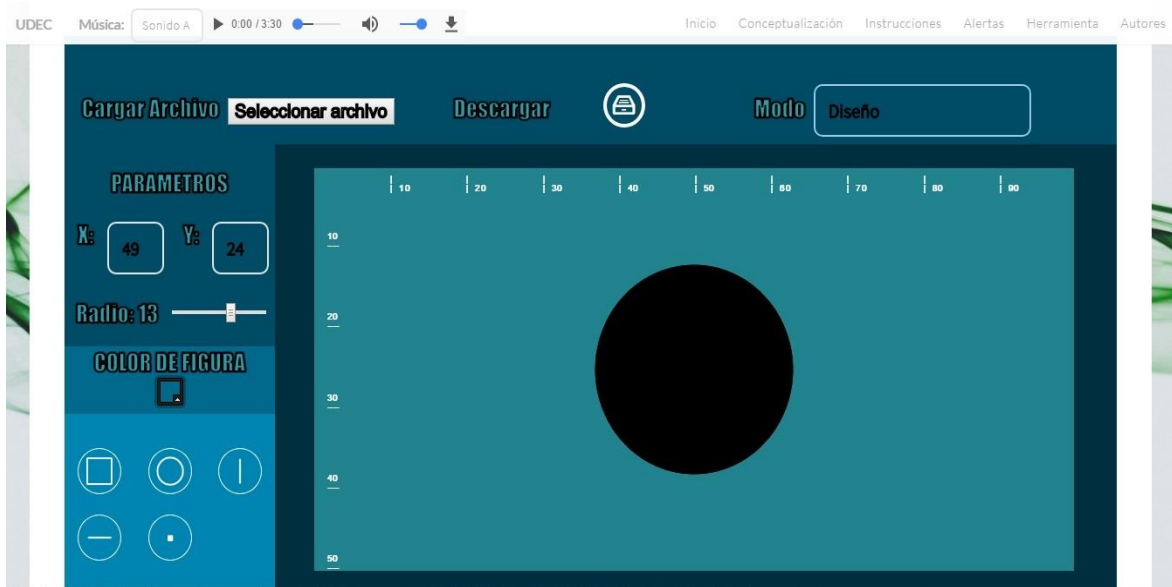 UDEC Música: Sonido A 0:00 / 3:30 Inicio Conceptualización Instrucciones Alertas Herramienta Autores
Cargar Archivo Seleccionar archivo Descargar Modo Diseño
PARAMETROS
10 20 30 40 50 60 70 80 90
X: 49 Y: 24
10
Radio: 13
20
COLOR DE FIGURA
30
40
50